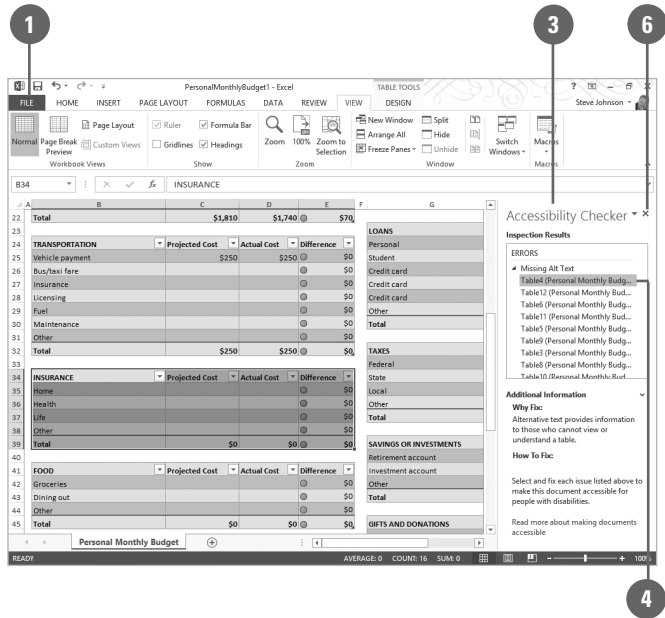 1
3
6
PersonalMonthlyBudget1 - Excel
TABLE TOOLS
FILE HOME INSERT PAGE LAYOUT FORMULAS DATA REVIEW VIEW DESIGN
Steve Johnson
Normal Page Break Preview
Page Layout
Custom Views
Workbook Views
Ruler Formula Bar
Gridlines Headings
Show
Zoom 100% Zoom to Selection
Zoom
New Window
Arrange All
Freeze Panes
Split
Hide
Unhide
Switch Windows
Window
Macros
Macros
B34 fx INSURANCE
A B C D E F G
22 Total $1,810 $1,740 $70
23 LOANS
24 TRANSPORTATION Projected Cost Actual Cost Difference Personal
25 Vehicle payment $250 $250 $0 Student
26 Bus/taxi fare $0 Credit card
27 Insurance $0 Credit card
28 Licensing $0 Credit card
29 Fuel $0 Other
30 Maintenance $0 Total
31 Other $0
32 Total $250 $250 $0 TAXES
33 Federal
34 INSURANCE Projected Cost Actual Cost Difference State
35 Home $0 Local
36 Health $0 Other
37 Life $0 Total
38 Other $0
39 Total $0 $0 $0 SAVINGS OR INVESTMENTS
40 Retirement account
41 FOOD Projected Cost Actual Cost Difference Investment account
42 Groceries $0 Other
43 Dining out $0 Total
44 Other $0
45 Total $0 $0 $0 GIFTS AND DONATIONS
Personal Monthly Budget
READY
AVERAGE: 0 COUNT: 16 SUM: 0
100%
Accessibility Checker
Inspection Results
ERRORS
Missing Alt Text
Table4 (Personal Monthly Budg...
Table12 (Personal Monthly Bud...
Table6 (Personal Monthly Budg...
Table11 (Personal Monthly Bud...
Table5 (Personal Monthly Budg...
Table9 (Personal Monthly Budg...
Table3 (Personal Monthly Budg...
Table8 (Personal Monthly Budg...
Table10 (Personal Monthly Bud...
Additional Information
Why Fix:
Alternative text provides information
to those who cannot view or
understand a table.
How To Fix:
Select and fix each issue listed above to
make this document accessible for
people with disabilities.
Read more about making documents
accessible
4